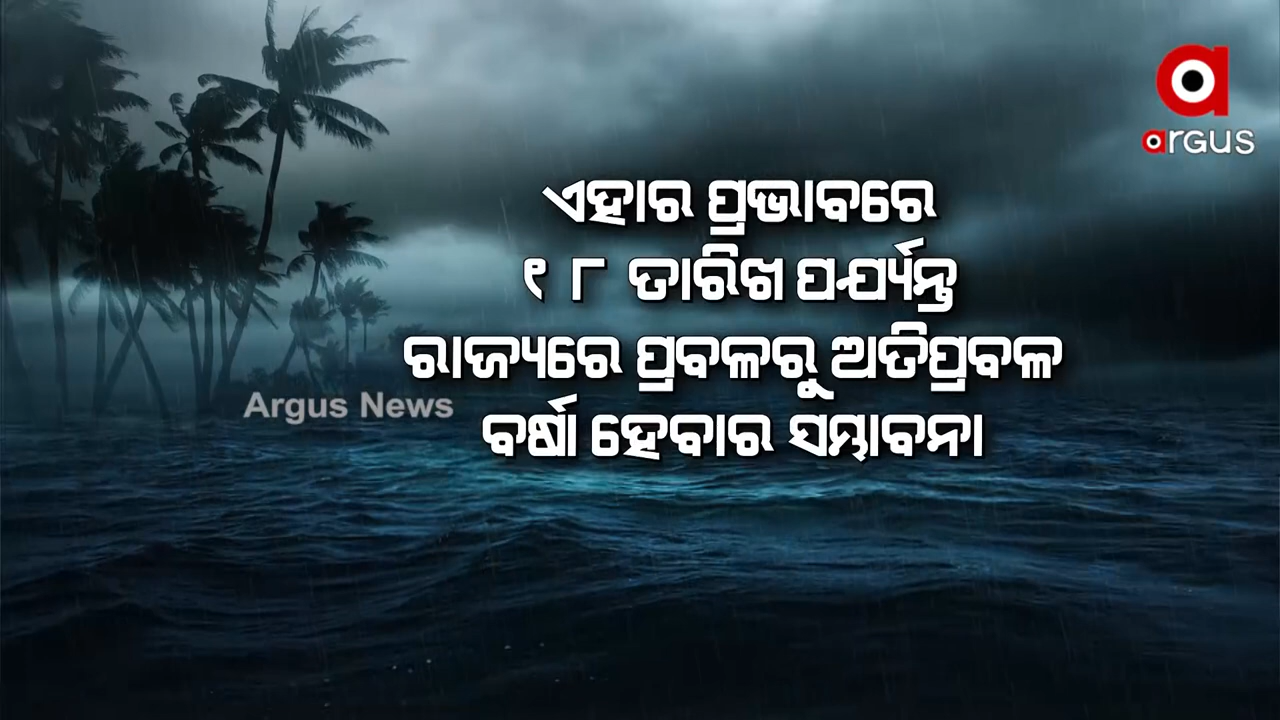 argus
ଏହାର ପ୍ରଭାବରେ
୧୮ ତାରିଖ ପର୍ଯ୍ୟନ୍ତ
ରାଜ୍ୟରେ ପ୍ରବଳରୁ ଅତିପ୍ରବଳ
Argus News
ବର୍ଷା ହେବାର ସମ୍ଭାବନା